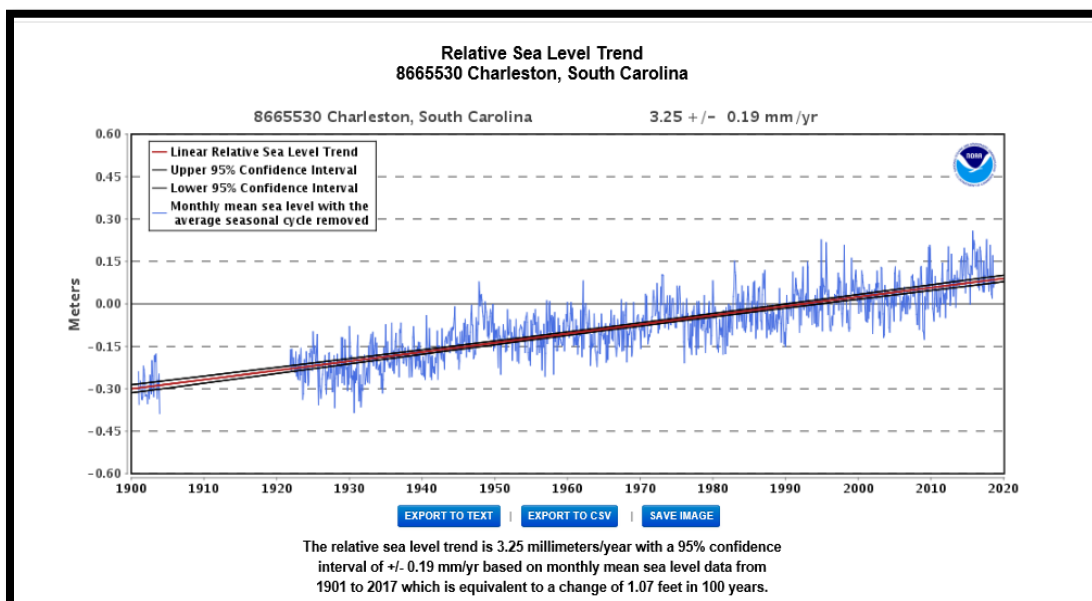 Relative Sea Level Trend
8665530 Charleston, South Carolina
8665530 Charleston, South Carolina 3.25 +/- 0.19 mm/yr
0.60
0.45
0.30
0.15
0.00
-0.15
-0.30
-0.45
-0.60
Meters
Linear Relative Sea Level Trend
Upper 95% Confidence Interval
Lower 95% Confidence Interval
Monthly mean sea level with the
average seasonal cycle removed
NOAA
1900 1910 1920 1930 1940 1950 1960 1970 1980 1990 2000 2010 2020
EXPORT TO TEXT | EXPORT TO CSV | SAVE IMAGE
The relative sea level trend is 3.25 millimeters/year with a 95% confidence
interval of +/- 0.19 mm/yr based on monthly mean sea level data from
1901 to 2017 which is equivalent to a change of 1.07 feet in 100 years.